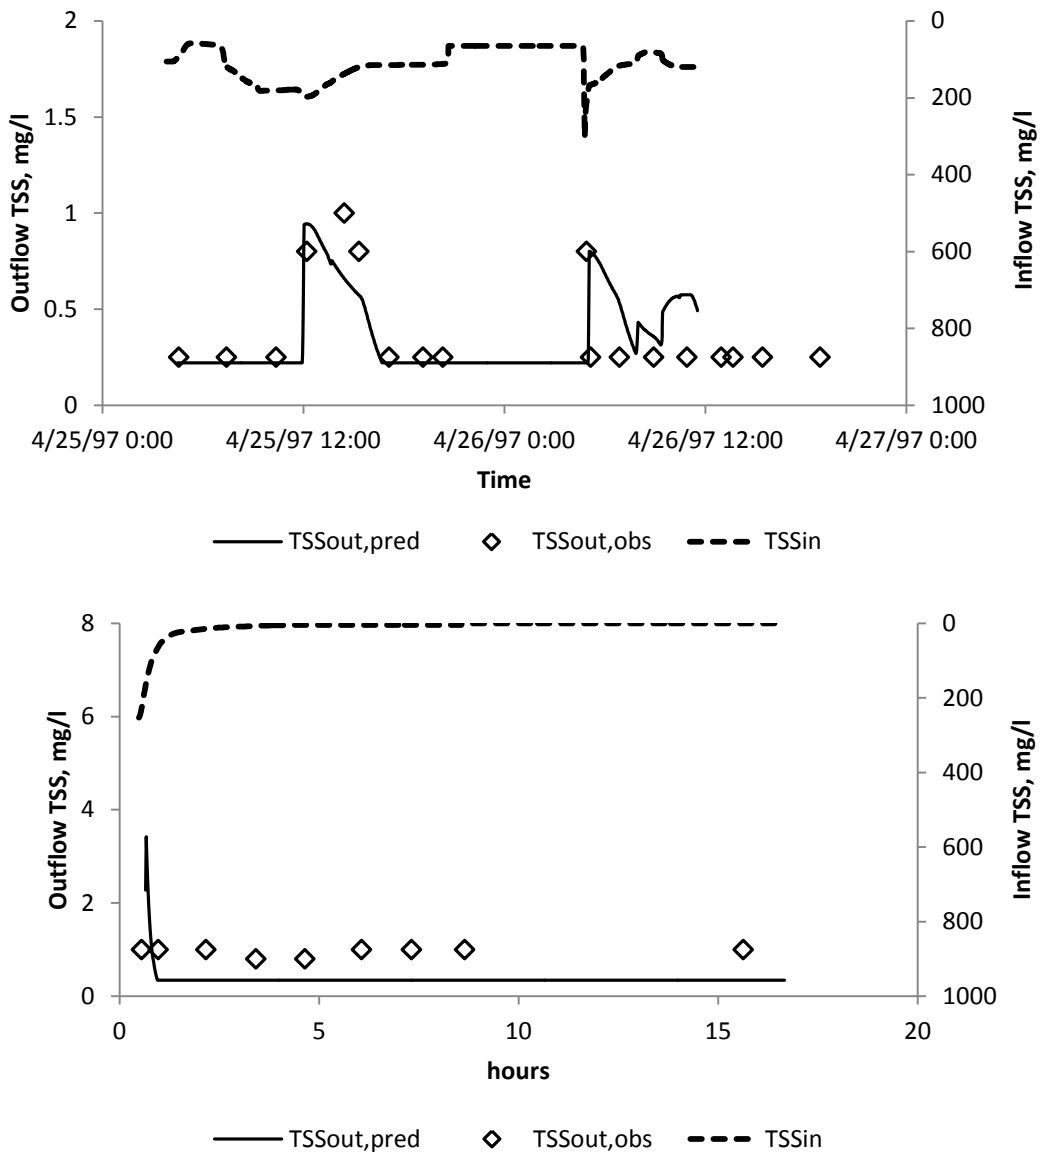 2
1.5
1
0.5
0
Outflow TSS, mg/l
0
200
400
600
800
1000
Inflow TSS, mg/l
4/25/97 0:00
4/25/97 12:00
4/26/97 0:00
4/26/97 12:00
4/27/97 0:00
Time
TSSout,pred
TSSout,obs
TSSin
8
6
4
2
0
Outflow TSS, mg/l
0
200
400
600
800
1000
Inflow TSS, mg/l
0
5
10
15
20
hours
TSSout,pred
TSSout,obs
TSSin